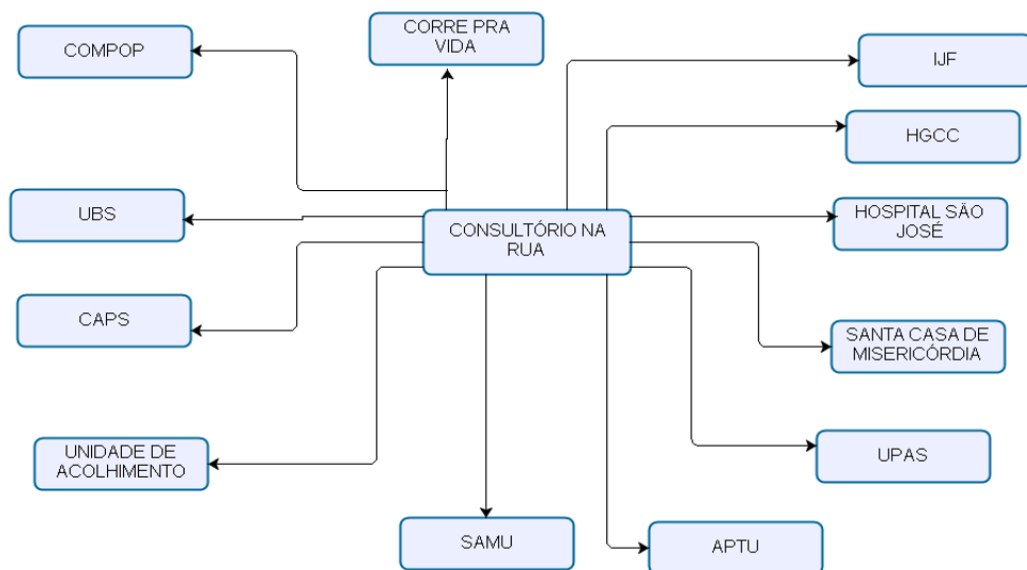 COMPOP
CORRE PRA
VIDA
IJF
HGCC
UBS
CONSULTÓRIO NA
RUA
HOSPITAL SÃO
JOSÉ
CAPS
SANTA CASA DE
MISERICÓRDIA
UNIDADE DE
ACOLHIMENTO
UPAS
SAMU
APTU